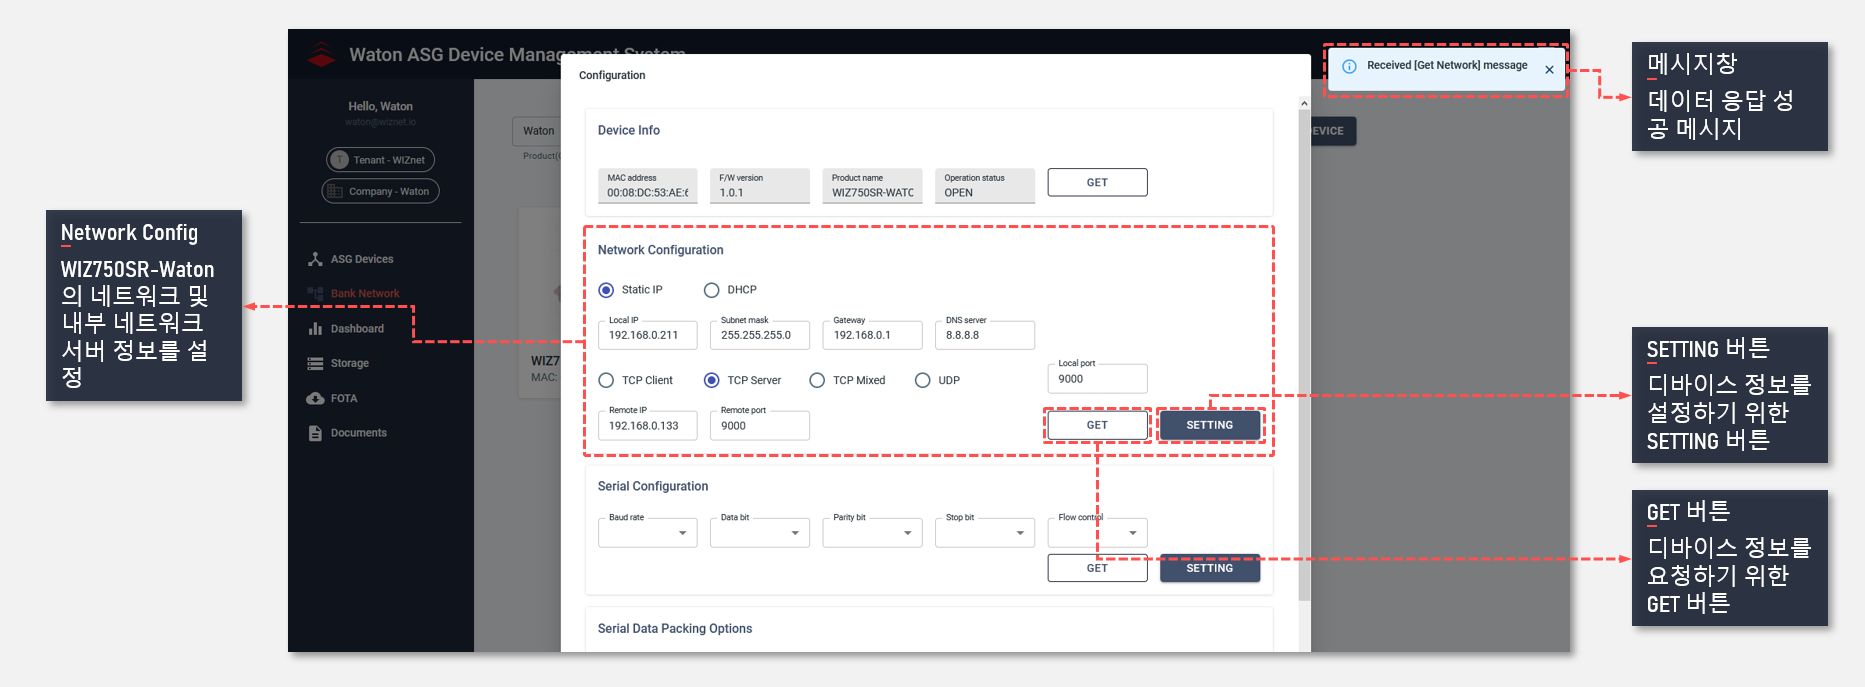 Waton ASG Device Management System
Hello, Waton
waton@wiznet.io
T Tenant - WIZnet
Company - Waton
ASG Devices
Bank Network
Dashboard
Storage
FOTA
Documents
Waton
WIZ7
MAC:
EVICE
Configuration
Device Info
MAC address
00:08:DC:53:AE:
F/W version
1.0.1
Product name
WIZ750SR-WATC
Operation status
OPEN
GET
Network Configuration
Static IP
DHCP
Local IP
192.168.0.211
Subnet mask
255.255.255.0
Gateway
192.168.0.1
DNS server
8.8.8.8
TCP Client
TCP Server
TCP Mixed
UDP
Local port
9000
Remote IP
192.168.0.133
Remote port
9000
GET
SETTING
Serial Configuration
Baud rate
Data bit
Parity bit
Stop bit
Flow control
GET
SETTING
Serial Data Packing Options
Received [Get Network] message
Network Config
WIZ750SR-Waton
의 네트워크 및
내부 네트워크
서버 정보를 설
정
메시지창
데이터 응답 성
공 메시지
SETTING 버튼
디바이스 정보를
설정하기 위한
SETTING 버튼
GET 버튼
디바이스 정보를
요청하기 위한
GET 버튼